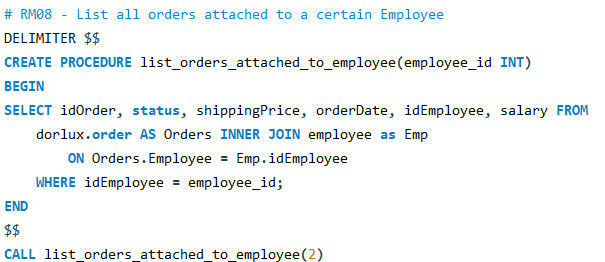 # RM08 - List all orders attached to a certain Employee
DELIMITER $$
CREATE PROCEDURE list_orders_attached_to_employee(employee_id INT)
BEGIN
SELECT idOrder, status, shippingPrice, orderDate, idEmployee, salary FROM
    dorlux.order AS Orders INNER JOIN employee as Emp
        ON Orders.Employee = Emp.idEmployee
    WHERE idEmployee = employee_id;
END
$$
CALL list_orders_attached_to_employee(2)